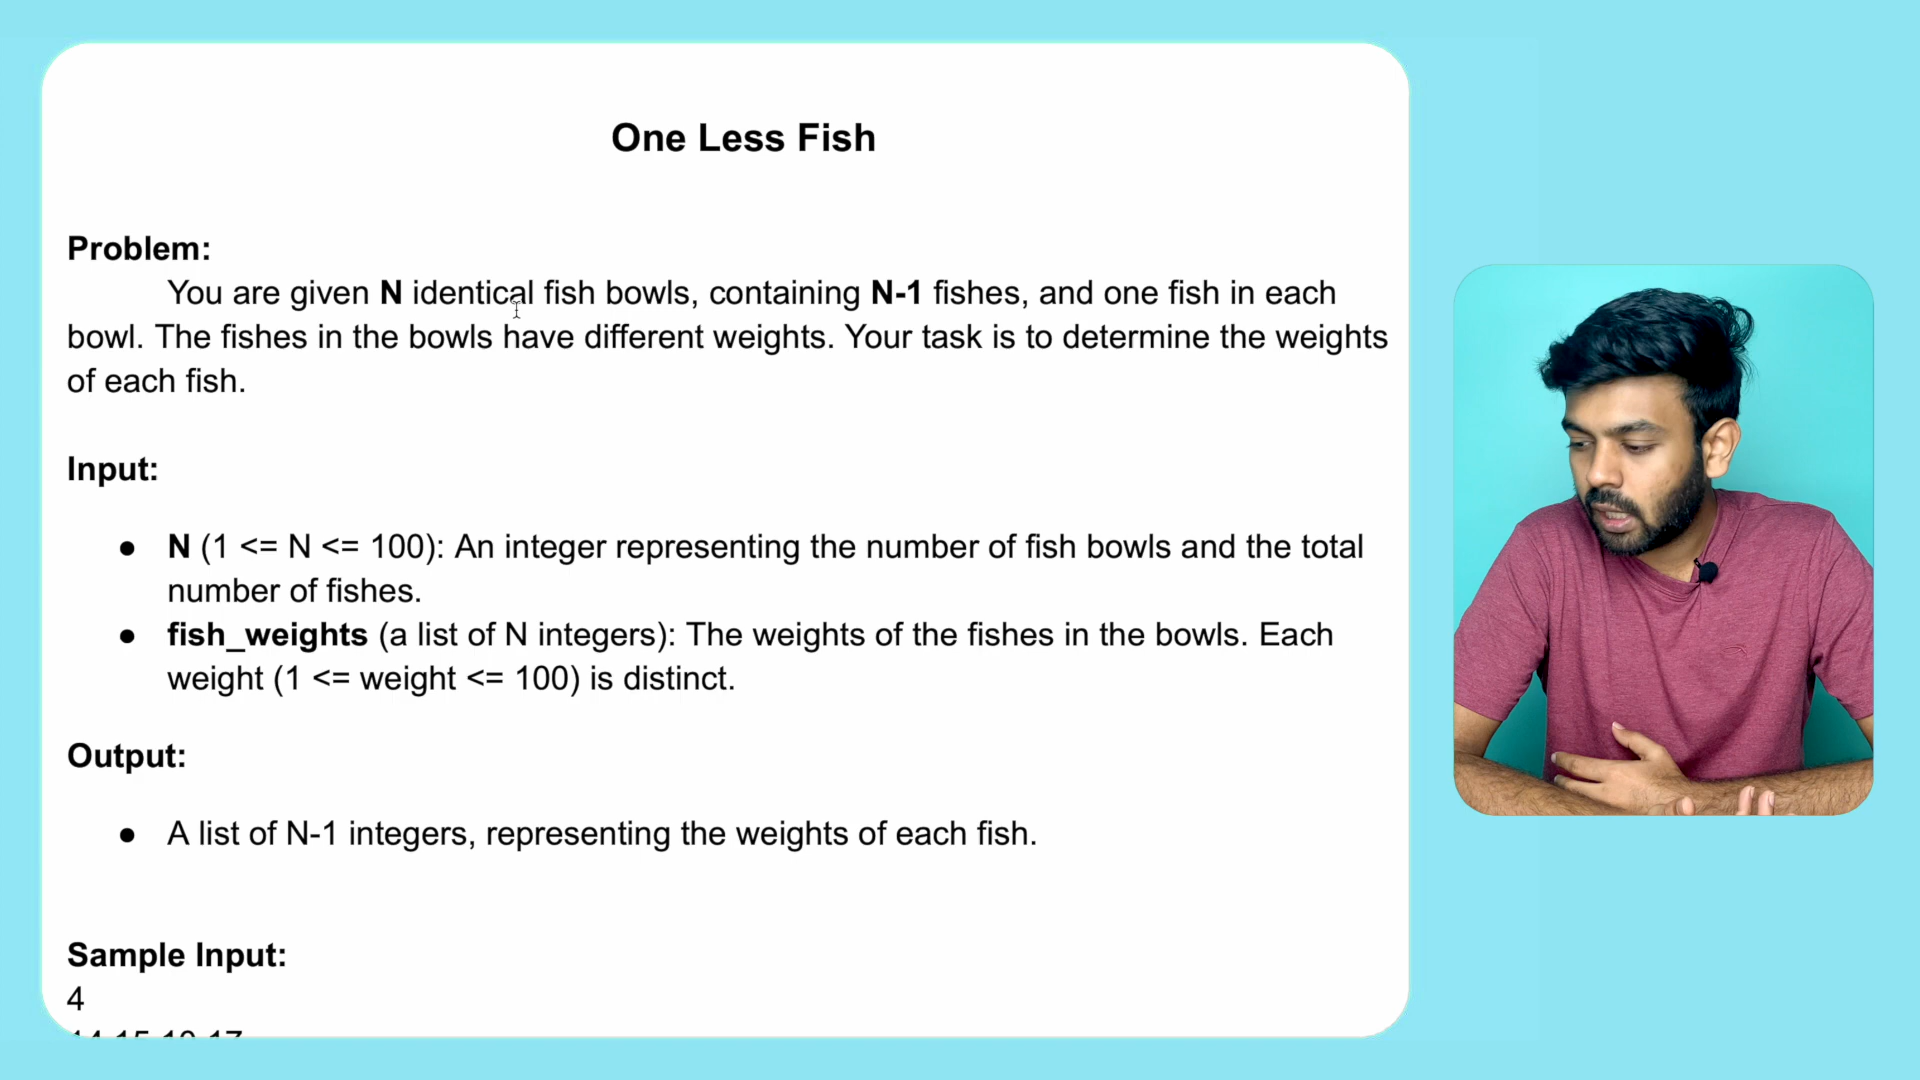 One Less Fish
Problem:
You are given N identical fish bowls, containing N-1 fishes, and one fish in each
bowl. The fishes in the bowls have different weights. Your task is to determine the weights
of each fish.
Input:
● N (1 <= N <= 100): An integer representing the number of fish bowls and the total
number of fishes.
● fish_weights (a list of N integers): The weights of the fishes in the bowls. Each
weight (1 <= weight <= 100) is distinct.
Output:
● A list of N-1 integers, representing the weights of each fish.
Sample Input:
4